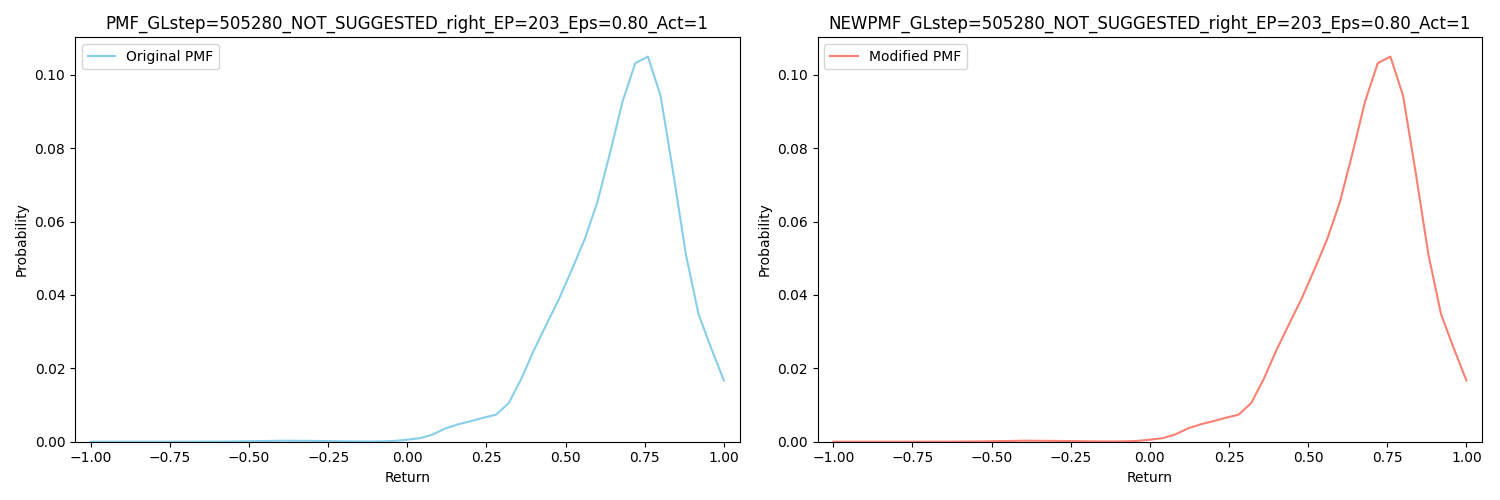 PMF_GLstep=505280_NOT_SUGGESTED_right_EP=203_Eps=0.80_Act=1
Original PMF
Probability
0.10
0.08
0.06
0.04
0.02
0.00
−1.00 −0.75 −0.50 −0.25 0.00 0.25 0.50 0.75 1.00
Return
NEWPMF_GLstep=505280_NOT_SUGGESTED_right_EP=203_Eps=0.80_Act=1
Modified PMF
Probability
0.10
0.08
0.06
0.04
0.02
0.00
−1.00 −0.75 −0.50 −0.25 0.00 0.25 0.50 0.75 1.00
Return